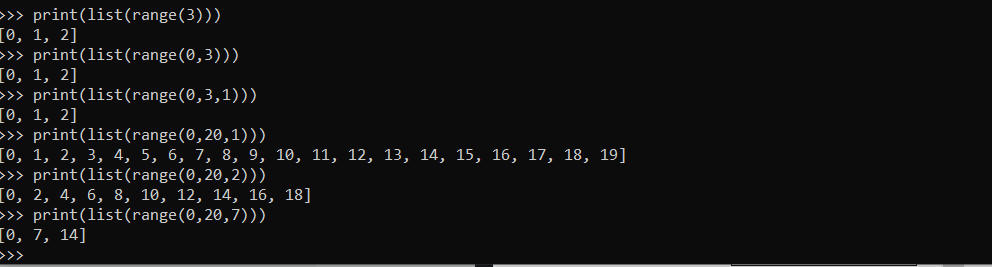 >>> print(list(range(3)))
[0, 1, 2]
>>> print(list(range(0,3)))
[0, 1, 2]
>>> print(list(range(0,3,1)))
[0, 1, 2]
>>> print(list(range(0,20,1)))
[0, 1, 2, 3, 4, 5, 6, 7, 8, 9, 10, 11, 12, 13, 14, 15, 16, 17, 18, 19]
>>> print(list(range(0,20,2)))
[0, 2, 4, 6, 8, 10, 12, 14, 16, 18]
>>> print(list(range(0,20,7)))
[0, 7, 14]
>>>